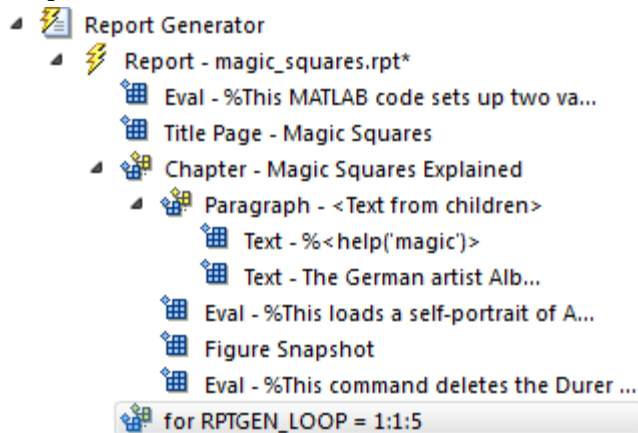 Report Generator
Report - magic_squares.rpt*
Eval - %This MATLAB code sets up two va...
Title Page - Magic Squares
Chapter - Magic Squares Explained
Paragraph - <Text from children>
Text - %<help('magic')>
Text - The German artist Alb...
Eval - %This loads a self-portrait of A...
Figure Snapshot
Eval - %This command deletes the Durer ...
for RPTGEN_LOOP = 1:1:5